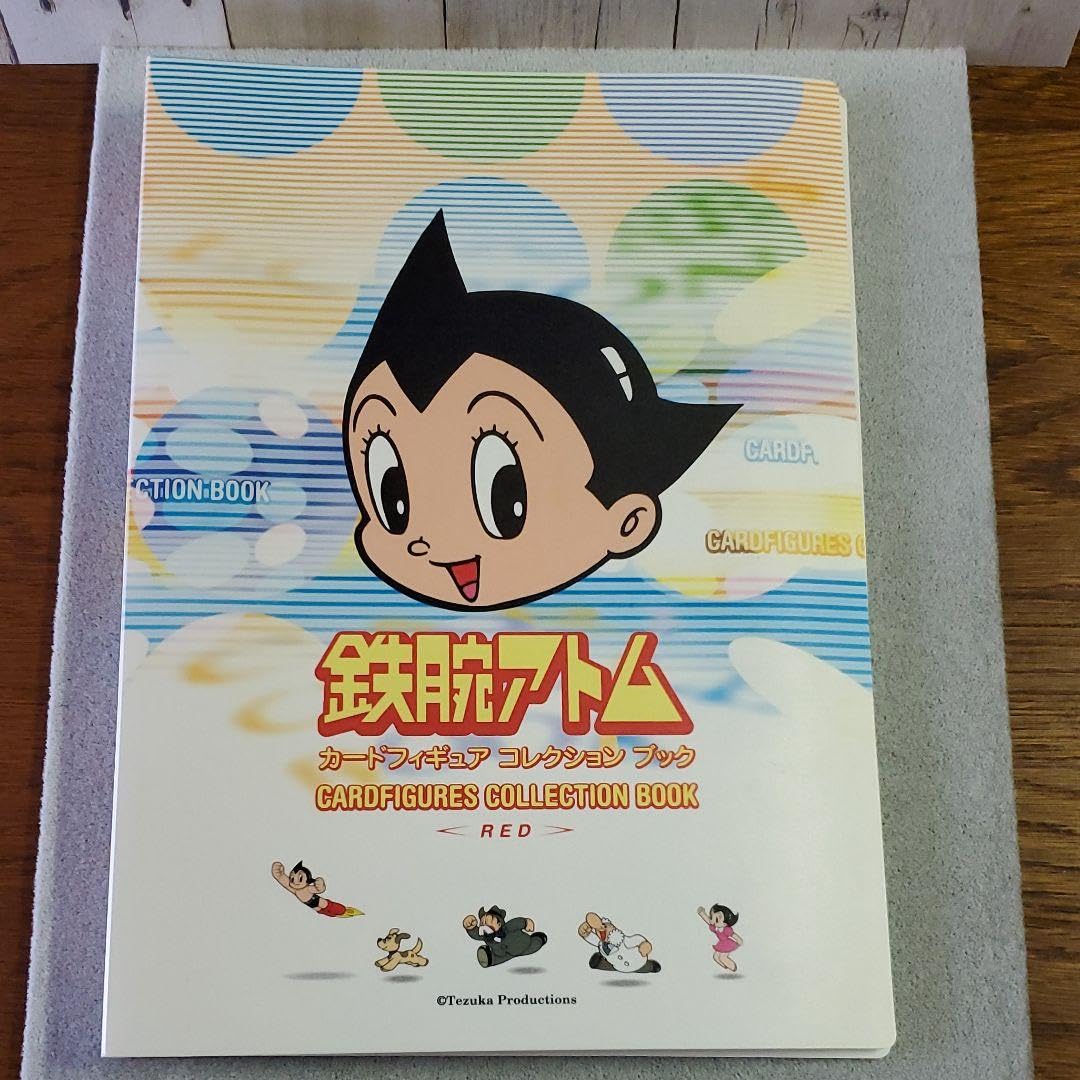 CARDF
CTION BOOK
CARDFIGURES C
鉄腕アトム
カードフィギュア コレクション ブック
CARDFIGURES COLLECTION BOOK
RED
©Tezuka Productions